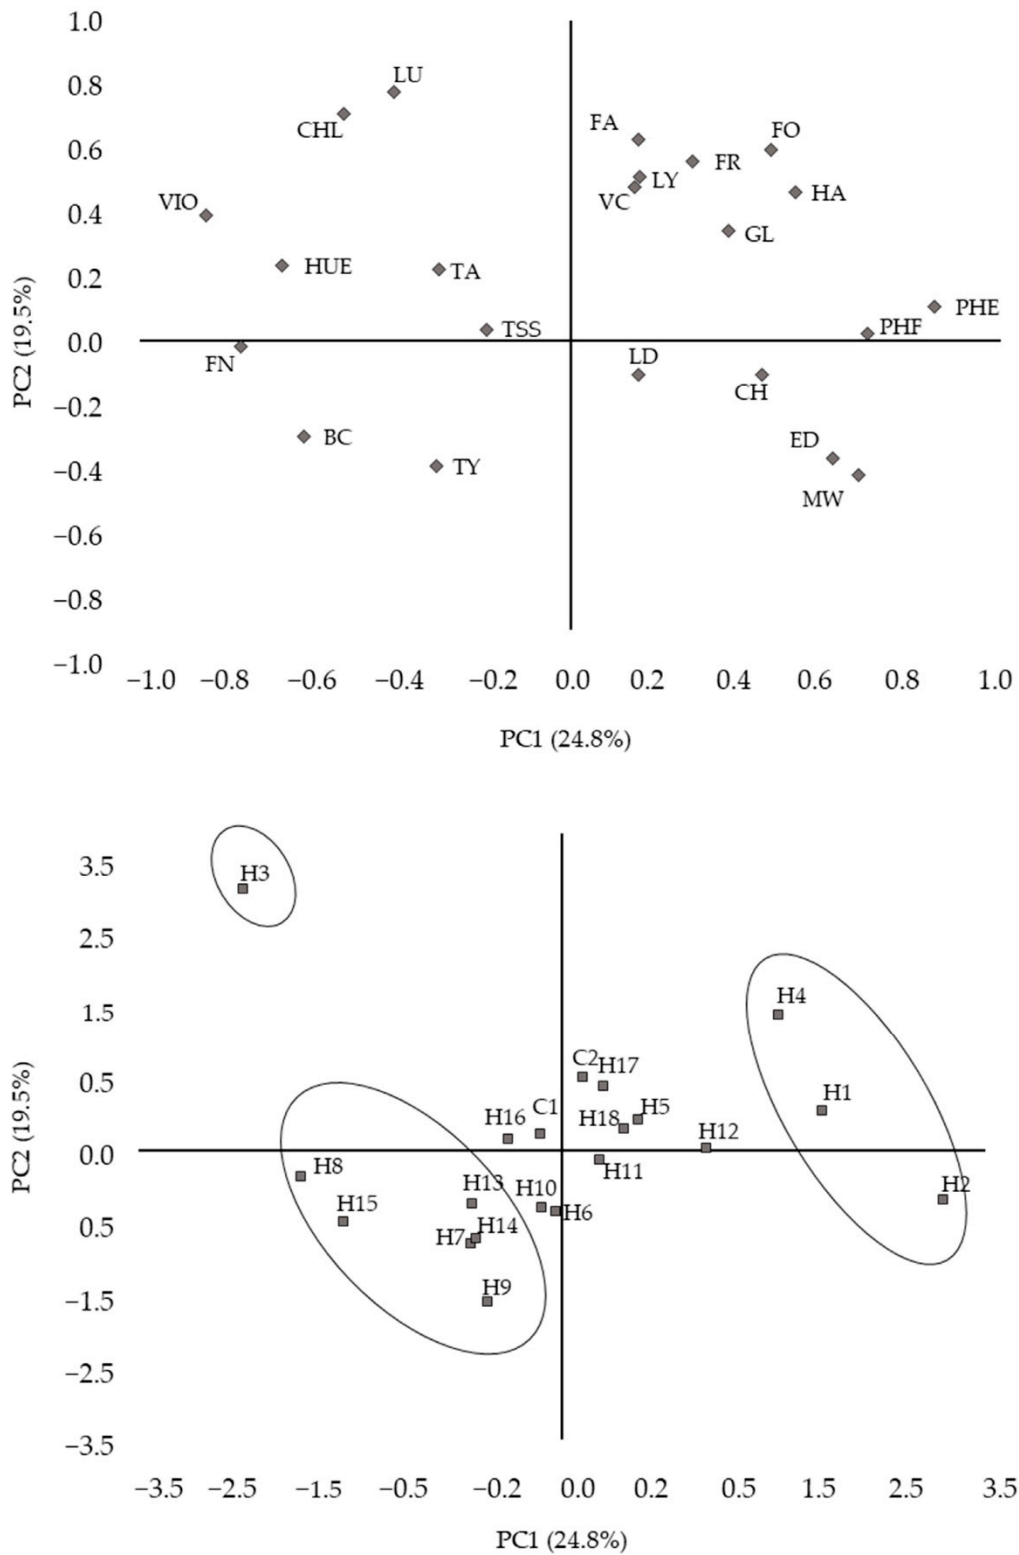 1.0
LU
0.8
CHL
FA
FO
0.6
FR
LY
HA
VIO
VC
0.4
GL
HUE
TA
0.2
PHE
TSS
PHF
0.0
FN
LD
CH
−0.2
BC
TY
ED
−0.4
MW
−0.6
−0.8
−1.0
PC2 (19.5%)
−1.0 −0.8 −0.6 −0.4 −0.2 0.0 0.2 0.4 0.6 0.8 1.0
PC1 (24.8%)
3.5
H3
2.5
H4
1.5
C2
H17
0.5
H1
H16
C1
H18
H5
H12
0.0
H8
H11
H13
H10
H2
H15
H6
0.5
H7
H14
H9
−1.5
−2.5
−3.5
PC2 (19.5%)
−3.5 −2.5 −1.5 −0.5 −0.2 0.0 0.2 0.5 1.5 2.5 3.5
PC1 (24.8%)